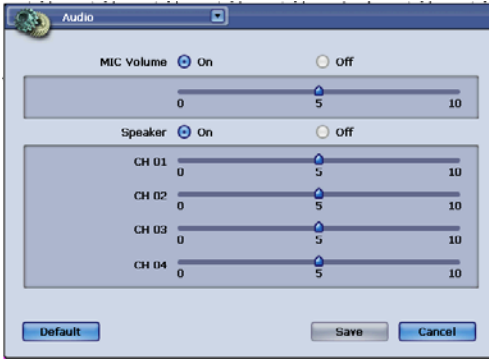 Audio
MIC Volume On Off
0 5 10
Speaker On Off
CH 01
0 5 10
CH 02
0 5 10
CH 03
0 5 10
CH 04
0 5 10
Default Save Cancel